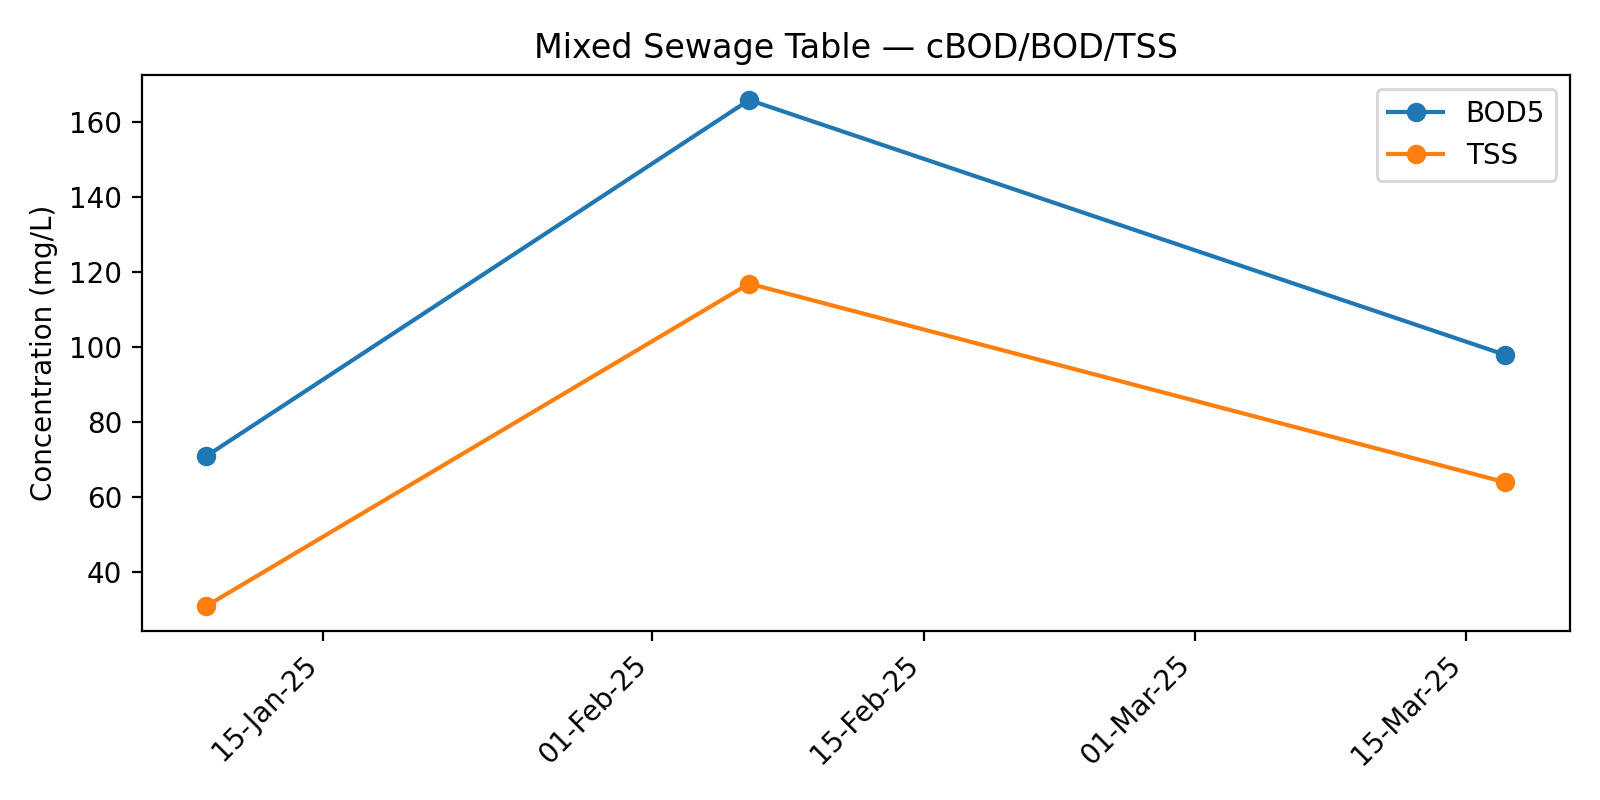 Mixed Sewage Table — cBOD/BOD/TSS
Concentration (mg/L)
160
140
120
100
80
60
40
BOD5
TSS
15-Jan-25
01-Feb-25
15-Feb-25
01-Mar-25
15-Mar-25